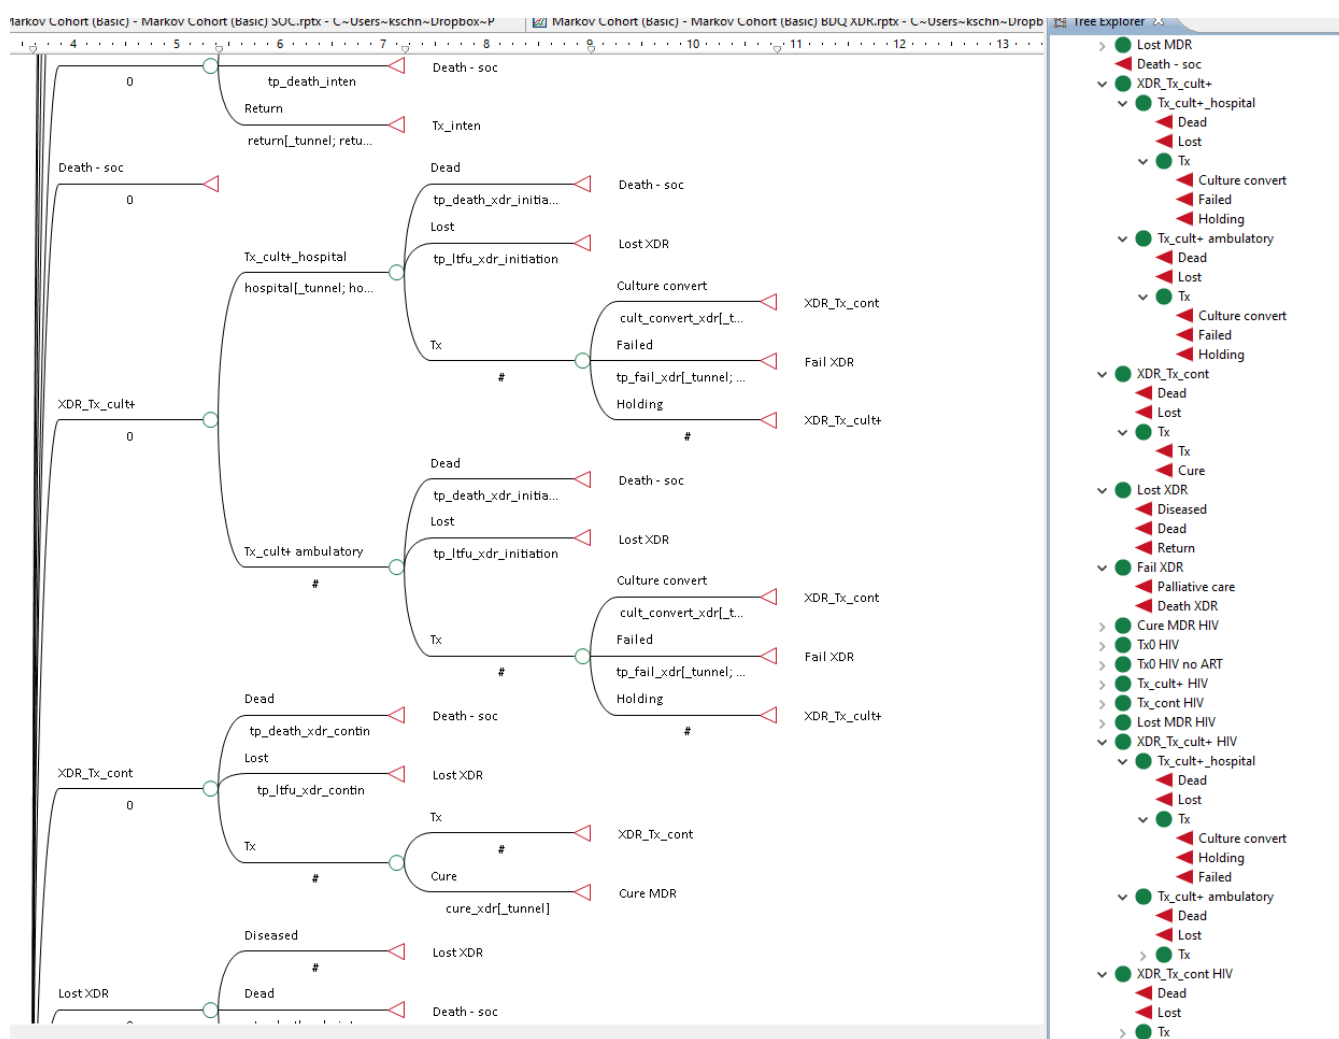 Markov Cohort (Basic) - Markov Cohort (Basic) SOC.rptx - C~Users~kschn~Dropbox~P
Markov Cohort (Basic) - Markov Cohort (Basic) BDQ XDR.rptx - C~Users~kschn~Dropb
Tree Explorer
4 5 6 7 8 9 10 11 12 13
0
tp_death_inten
Death - soc
Return
return[_tunnel; retu...
Tx_inten
Death - soc
0
Dead
tp_death_xdr_initia...
Death - soc
Lost
tp_ltfu_xdr_initiation
Lost XDR
Tx_cult+_hospital
hospital[_tunnel; ho...
Culture convert
cult_convert_xdr[_t...
XDR_Tx_cont
Tx
#
Failed
tp_fail_xdr[_tunnel; ...
Fail XDR
Holding
#
XDR_Tx_cult+
XDR_Tx_cult+
0
Dead
tp_death_xdr_initia...
Death - soc
Lost
tp_ltfu_xdr_initiation
Lost XDR
Tx_cult+ ambulatory
#
Culture convert
cult_convert_xdr[_t...
XDR_Tx_cont
Tx
#
Failed
tp_fail_xdr[_tunnel; ...
Fail XDR
Holding
#
XDR_Tx_cult+
Dead
tp_death_xdr_contin
Death - soc
XDR_Tx_cont
0
Lost
tp_ltfu_xdr_contin
Lost XDR
Tx
#
Tx
#
XDR_Tx_cont
Cure
cure_xdr[_tunnel]
Cure MDR
Diseased
#
Lost XDR
Lost XDR
Dead
Death - soc
Lost MDR
Death - soc
XDR_Tx_cult+
Tx_cult+_hospital
Dead
Lost
Tx
Culture convert
Failed
Holding
Tx_cult+ ambulatory
Dead
Lost
Tx
Culture convert
Failed
Holding
XDR_Tx_cont
Dead
Lost
Tx
Tx
Cure
Lost XDR
Diseased
Dead
Return
Fail XDR
Palliative care
Death XDR
Cure MDR HIV
Tx0 HIV
Tx0 HIV no ART
Tx_cult+ HIV
Tx_cont HIV
Lost MDR HIV
XDR_Tx_cult+ HIV
Tx_cult+_hospital
Dead
Lost
Tx
Culture convert
Holding
Failed
Tx_cult+ ambulatory
Dead
Lost
Tx
XDR_Tx_cont HIV
Dead
Lost
Tx